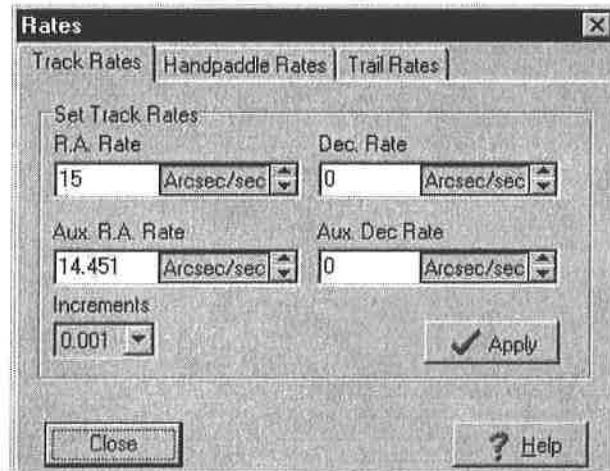 Rates
Track Rates Handpaddle Rates Trail Rates
Set Track Rates
R.A. Rate Dec. Rate
15 Arcsec/sec 0 Arcsec/sec
Aux. R.A. Rate Aux. Dec Rate
14.451 Arcsec/sec 0 Arcsec/sec
Increments
0.001 Apply
Close ? Help